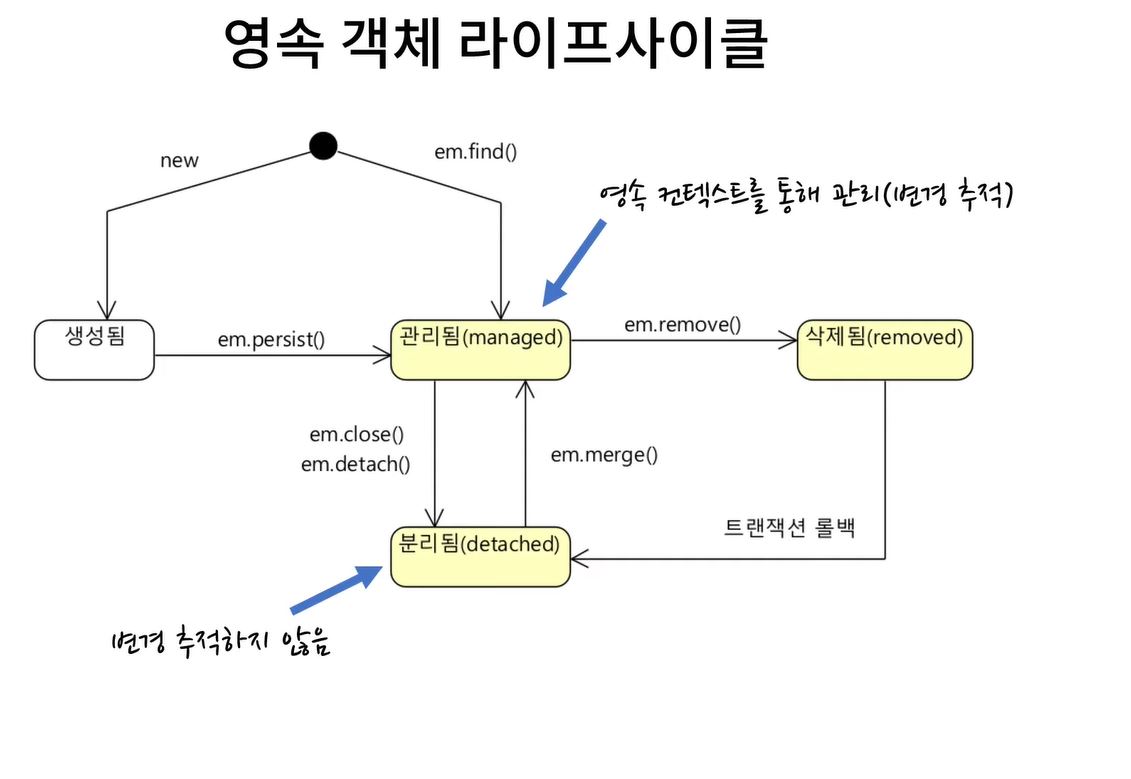 영속 객체 라이프사이클
new
em.find()
영속 컨텍스트를 통해 관리(변경 추적)
생성됨
em.persist()
관리됨(managed)
em.remove()
삭제됨(removed)
em.close()
em.detach()
em.merge()
트랜잭션 롤백
분리됨(detached)
변경 추적하지 않음